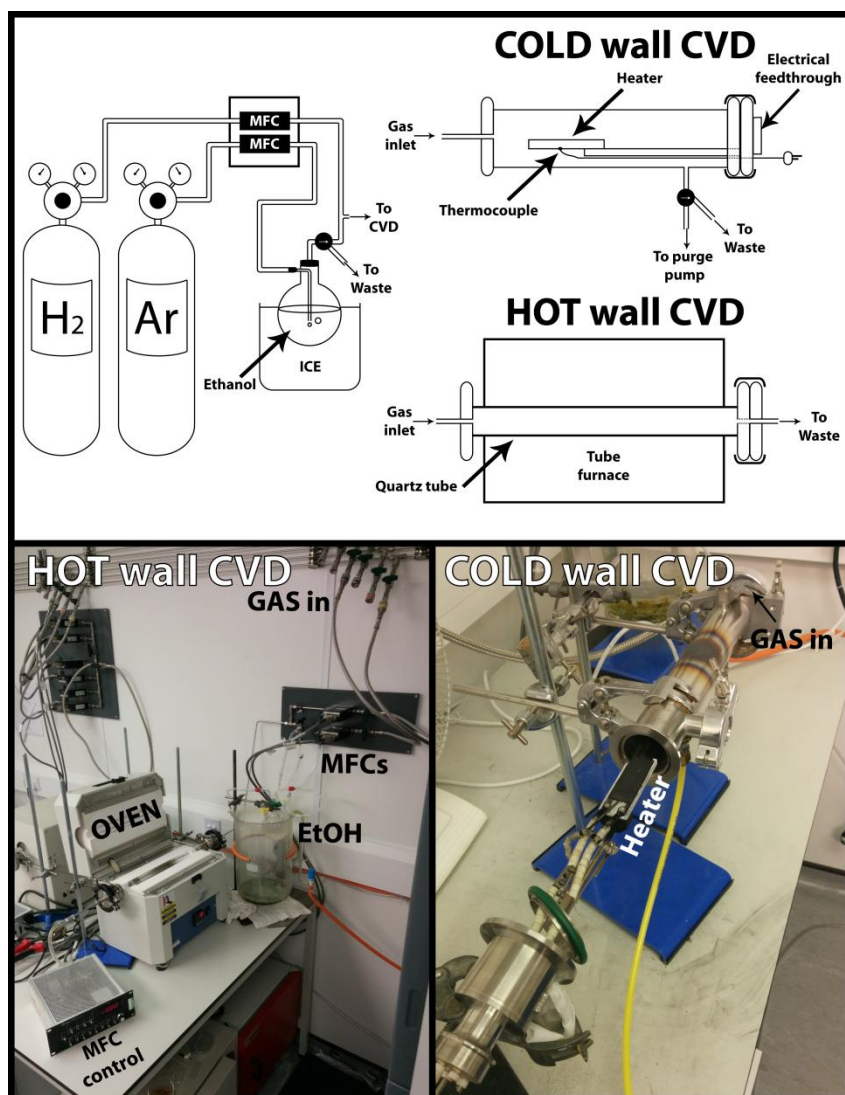 COLD wall CVD
Heater
Electrical
feedthrough
Gas
inlet
Thermocouple
To
Waste
To purge
pump
MFC
MFC
To
CVD
To
Waste
H2
Ar
Ethanol
ICE
HOT wall CVD
Gas
inlet
To
Waste
Quartz tube
Tube
furnace
HOT wall CVD
GAS in
MFCs
OVEN
EtOH
MFC
control
COLD wall CVD
GAS in
Heater